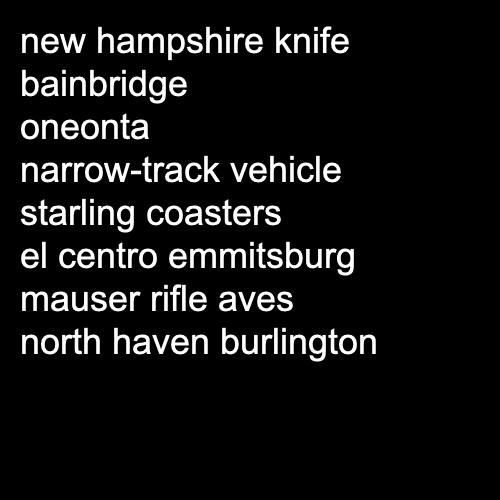 new hampshire knife
bainbridge
oneonta
narrow-track vehicle
starling coasters
el centro emmitsburg
mauser rifle aves
north haven burlington